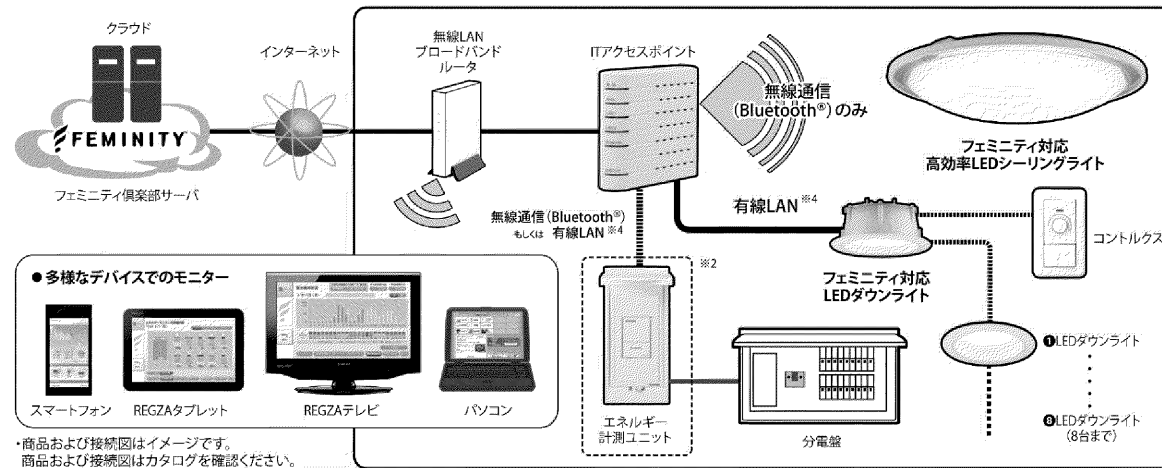 クラウド
FEMINITY
フェミニティ倶楽部サーバ
インターネット
無線LAN
ブロードバンド
ルータ
ITアクセスポイント
無線通信
(Bluetooth®)のみ
フェミニティ対応
高効率LEDシーリングライト
無線通信(Bluetooth®)
もしくは 有線LAN※4
有線LAN※4
フェミニティ対応
LEDダウンライト
コントルクス
※2
エネルギー
計測ユニット
分電盤
❶LEDダウンライト
❽LEDダウンライト
(8台まで)
●多様なデバイスでのモニター
スマートフォン
REGZAタブレット
REGZAテレビ
パソコン
・商品および接続図はイメージです。
商品および接続図はカタログを確認ください。